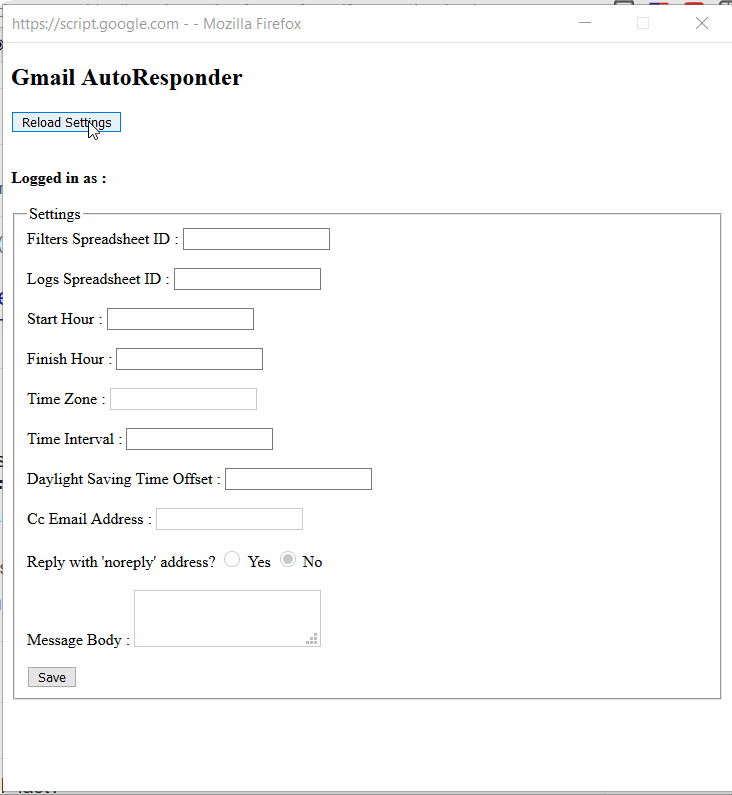 https://script.google.com - - Mozilla Firefox
Gmail AutoResponder
Reload Settings
Logged in as :
Settings
Filters Spreadsheet ID :
Logs Spreadsheet ID :
Start Hour :
Finish Hour :
Time Zone :
Time Interval :
Daylight Saving Time Offset :
Cc Email Address :
Reply with 'noreply' address? Yes No
Message Body :
Save